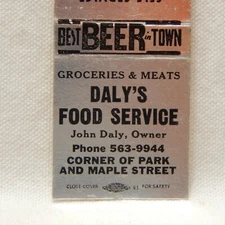 BEST BEER in TOWN
GROCERIES & MEATS
DALY'S
FOOD SERVICE
John Daly, Owner
Phone 563-9944
CORNER OF PARK
AND MAPLE STREET
CLOSE COVER FOR SAFETY